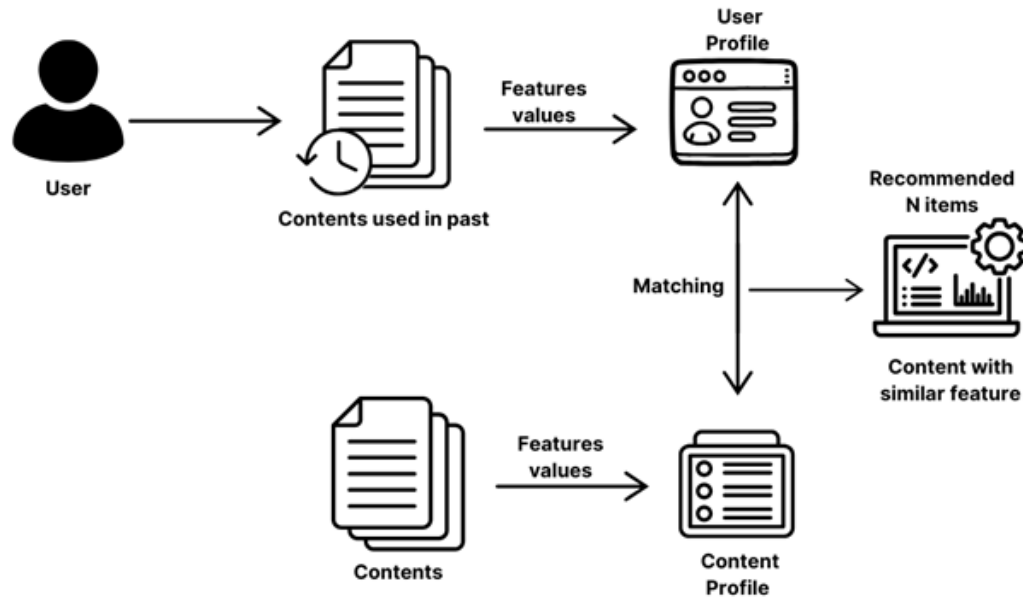 User
Profile
Features
values
User
Contents used in past
Recommended
N items
Matching
</>
Content with
similar feature
Features
values
Contents
Content
Profile